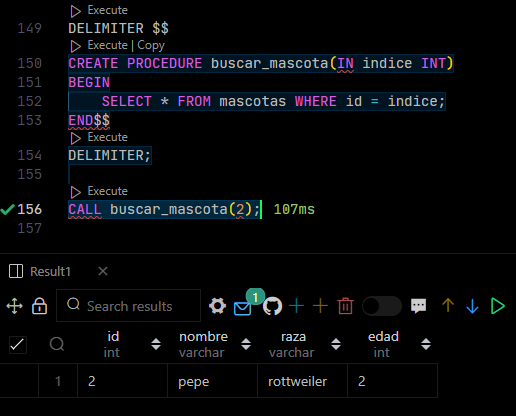 Execute
149 DELIMITER $$
Execute | Copy
150 CREATE PROCEDURE buscar_mascota(IN indice INT)
151 BEGIN
152 SELECT * FROM mascotas WHERE id = indice;
153 END$$
Execute
154 DELIMITER;
155
Execute
156 CALL buscar_mascota(2); 107ms
157
Result1
Search results 1
id nombre raza edad
int varchar varchar int
1 2 pepe rottweiler 2